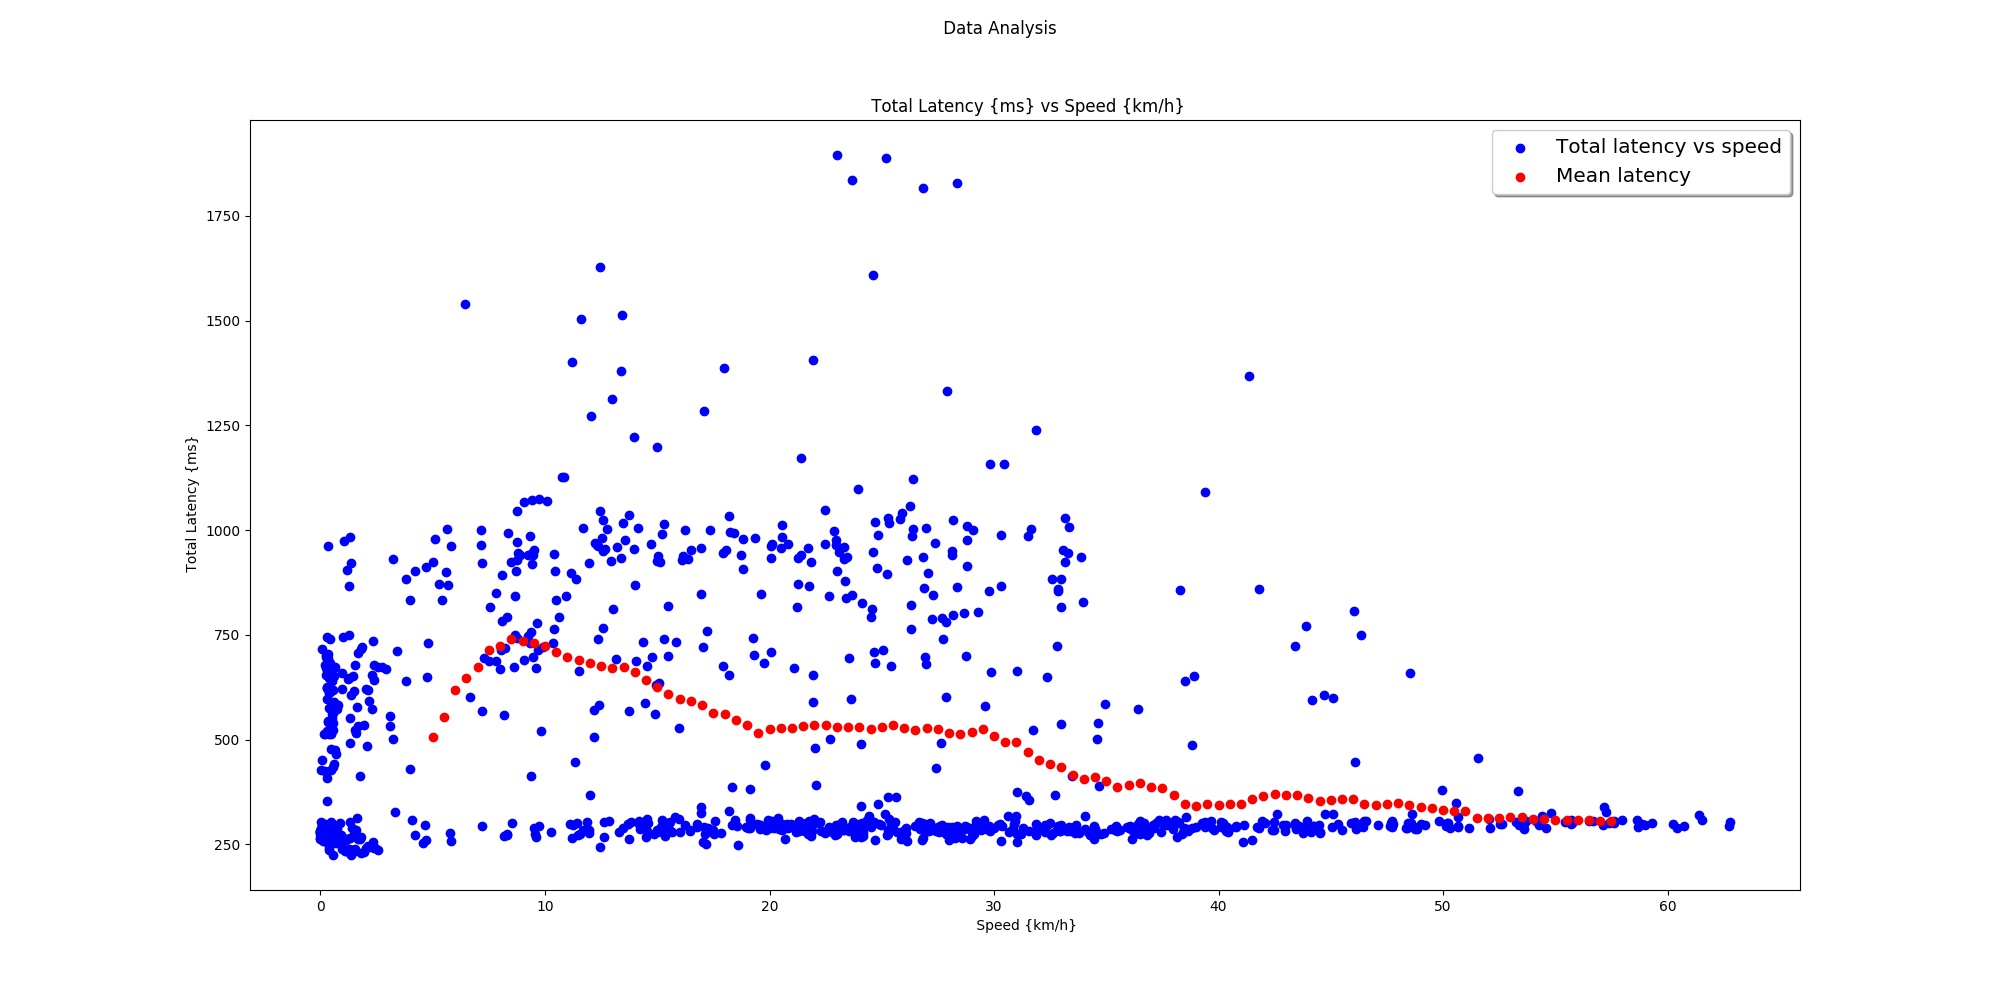 Data Analysis
Total Latency {ms} vs Speed {km/h}
Total latency vs speed
Mean latency
Total Latency {ms}
1750
1500
1250
1000
750
500
250
0 10 20 30 40 50 60
Speed {km/h}